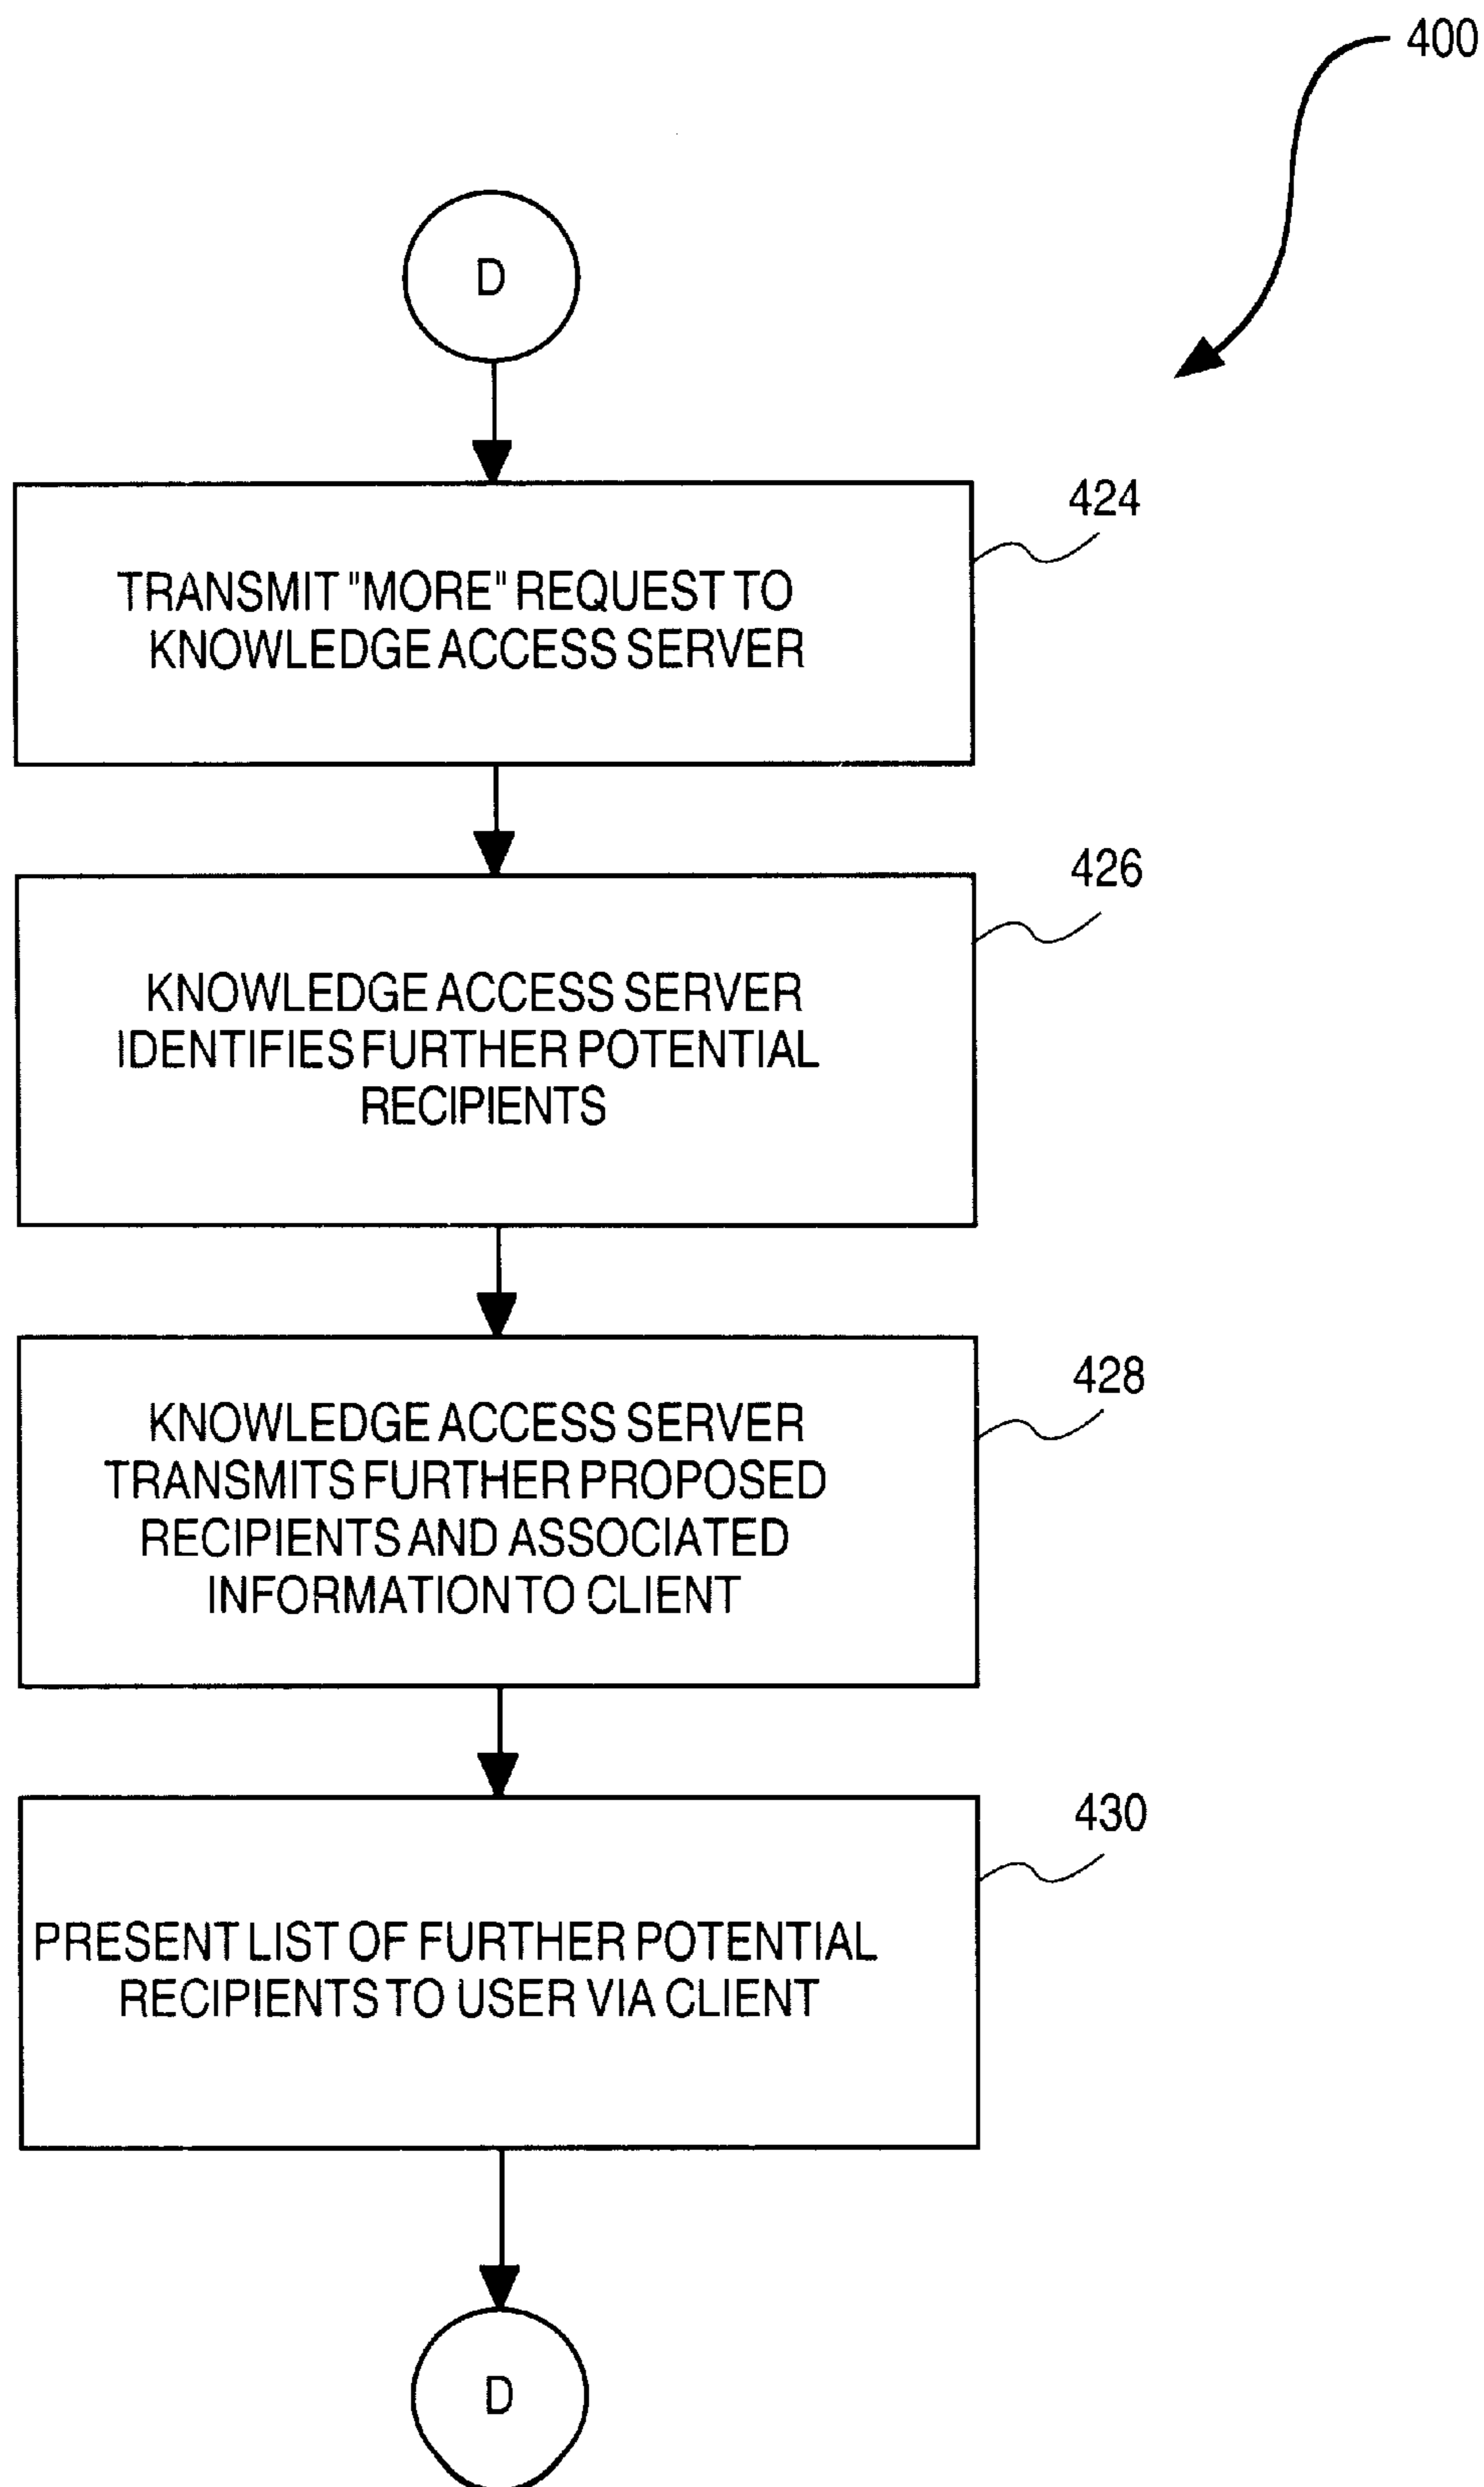 400
D
424
TRANSMIT "MORE" REQUEST TO
KNOWLEDGE ACCESS SERVER
426
KNOWLEDGE ACCESS SERVER
IDENTIFIES FURTHER POTENTIAL
RECIPIENTS
428
KNOWLEDGE ACCESS SERVER
TRANSMITS FURTHER PROPOSED
RECIPIENTS AND ASSOCIATED
INFORMATION TO CLIENT
430
PRESENT LIST OF FURTHER POTENTIAL
RECIPIENTS TO USER VIA CLIENT
D